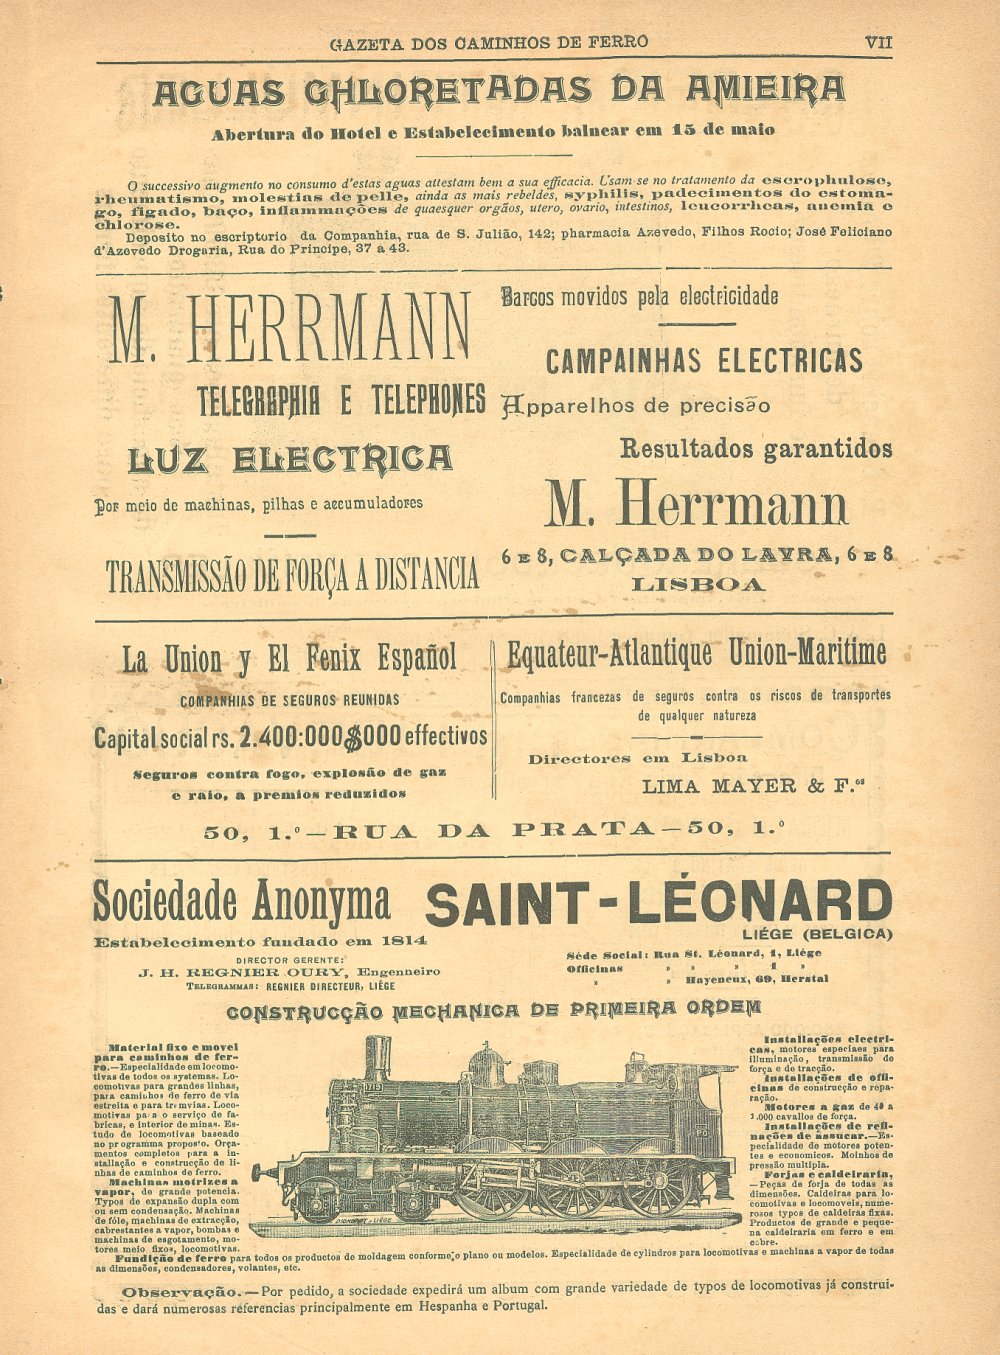 GAZETA DOS CAMINHOS DE FERRO VII
AGUAS CHLORETADAS DA AMIEIRA
Abertura do Hotel e Estabelecimento balnear em 15 de maio
O successivo augmento no consumo d'estas aguas attestam bem a sua efficacia. Usam-se no tratamento da escrophulose,
rheumatismo, molestias de pelle, ainda as mais rebeldes, syphilis, padecimentos do estoma-
go, figado, baço, inflammações de quaesquer orgãos, utero, ovario, intestinos, leucorrheas, anemia e
chlorose.
Deposito no escriptorio da Companhia, rua de S. Julião, 142; pharmacia Azevedo, Filhos Rocio; José Feliciano
d'Azevedo Drogaria, Rua do Principe, 37 a 43.
M. HERRMANN
TELEGRAPHIA E TELEPHONES
LUZ ELECTRICA
Por meio de machinas, pilhas e accumuladores
TRANSMISSÃO DE FORÇA A DISTANCIA
Barcos movidos pela electricidade
CAMPAINHAS ELECTRICAS
Apparelhos de precisão
Resultados garantidos
M. Herrmann
6 E 8, CALÇADA DO LAVRA, 6 E 8
LISBOA
La Union y El Fenix Español
COMPANHIAS DE SEGUROS REUNIDAS
Capital social rs. 2.400:000$000 effectivos
Seguros contra fogo, explosão de gaz
e raio, a premios reduzidos
Equateur-Atlantique Union-Maritime
Companhias francezas de seguros contra os riscos de transportes
de qualquer natureza
Directores em Lisboa
LIMA MAYER & F.os
50, 1.º—RUA DA PRATA—50, 1.º
Sociedade Anonyma SAINT-LÉONARD
LIÉGE (BELGICA)
Estabelecimento fundado em 1814
DIRECTOR GERENTE:
J. H. REGNIER OURY, Engenneiro
TELEGRAMMAS: REGNIER DIRECTEUR, LIÉGE
Séde Social: Rua St. Léonard, 1, Liége
Officinas » » » 1 »
» » Hayeneux, 69, Herstal
CONSTRUCÇÃO MECHANICA DE PRIMEIRA ORDEM
Material fixo e movel
para caminhos de fer-
ro.—Especialidade em locomo-
tivas de todos os systemas. Lo-
comotivas para grandes linhas,
para caminhos de ferro de via
estreita e para tramvias. Loco-
motivas para o serviço de fa-
bricas, e interior de minas. Es-
tudo de locomotivas baseado
no programma proposto. Orça-
mentos completos para a in-
stallação e construcção de li-
nhas de caminhos de ferro.
Machinas motrizes a
vapor, de grande potencia.
Typos de expansão dupla com
ou sem condensação. Machinas
de fóle, machinas de extracção,
cabrestantes a vapor, bombas e
machinas de esgotamento, mo-
tores meio fixos, locomotivas.
1713
DIONPORT-LIÉGE
Installações electri-
cas, motores especiaes para
illuminação, transmissão de
força e de tracção.
Installações de offi-
cinas de construcção e repa-
ração.
Motores a gaz de 40 a
1.000 cavallos de força.
Installações de refi-
nações de assucar.—Es-
pecialidade de motores poten-
tes e economicos. Moinhos de
pressão multipla.
Forjas e caldeiraria,
—Peças de forja de todas as
dimensões. Caldeiras para lo-
comotivas e locomoveis, nume-
rosos typos de caldeiras fixas.
Productos de grande e peque-
na caldeiraria em ferro e em
cobre.
Fundição de ferro para todos os productos de moldagem conforme o plano ou modelos. Especialidade de cylindros para locomotivas e machinas a vapor de todas
as dimensões, condensadores, volantes, etc.
Observação.—Por pedido, a sociedade expedirá um album com grande variedade de typos de locomotivas já construi-
das e dará numerosas réferencias principalmente em Hespanha e Portugal.